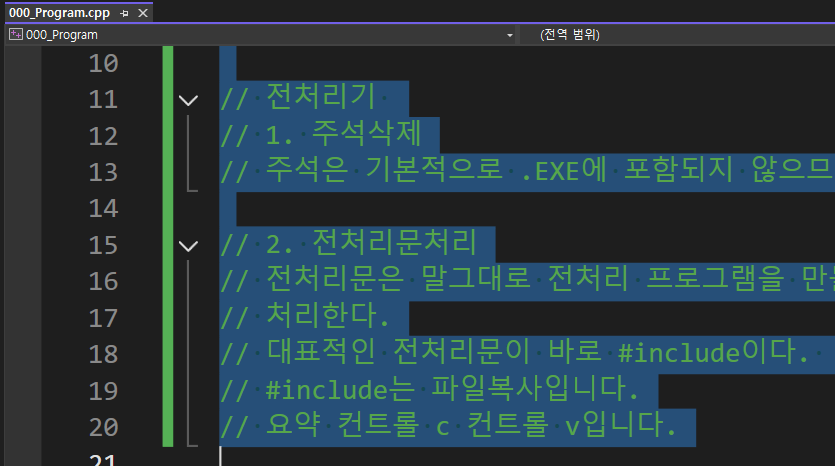 000_Program.cpp
000_Program (전역 범위)
10
11 // 전처리기
12 // 1. 주석삭제
13 // 주석은 기본적으로 .EXE에 포함되지 않으므
14
15 // 2. 전처리문처리
16 // 전처리문은 말그대로 전처리 프로그램을
17 // 처리한다.
18 // 대표적인 전처리문이 바로 #include이다.
19 // #include는 파일복사입니다.
20 // 요약 컨트롤 c 컨트롤 v입니다.
21